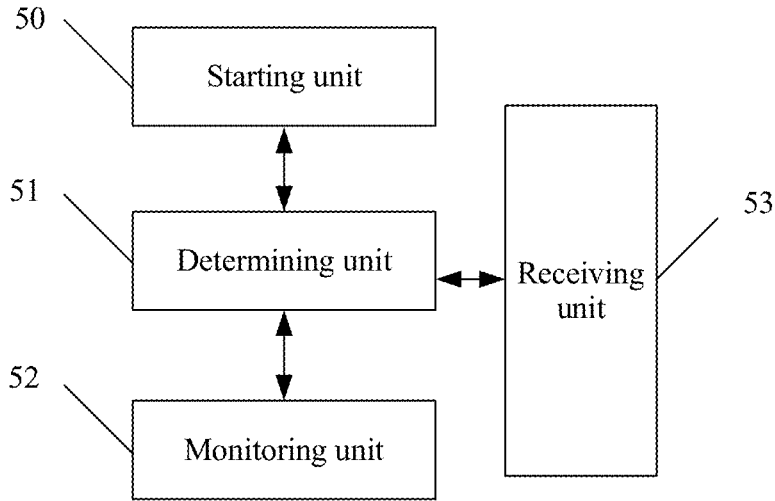 50
Starting unit
51
Determining unit
53
Receiving
unit
52
Monitoring unit